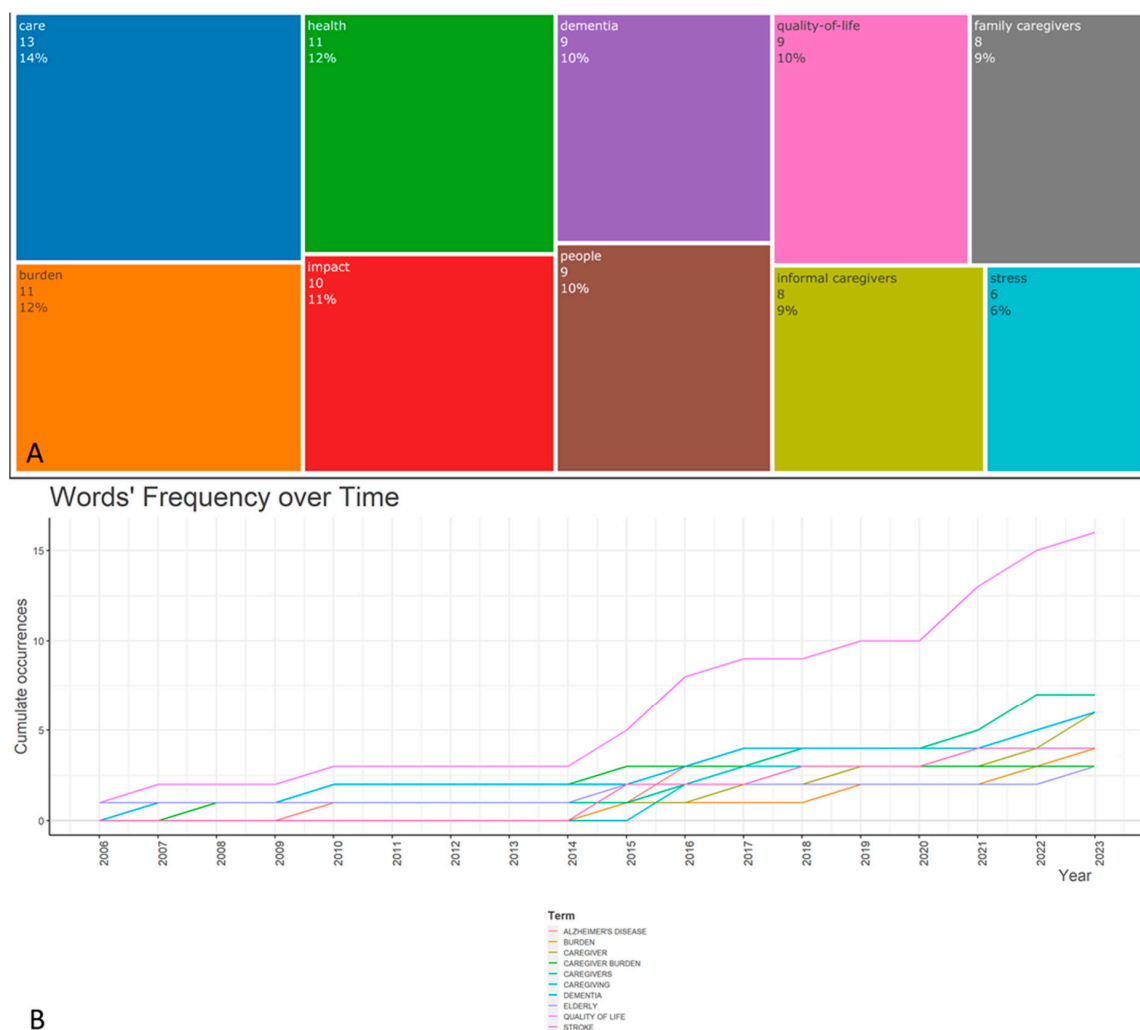 care
13
14%
health
11
12%
dementia
9
10%
quality-of-life
9
10%
family caregivers
8
9%
burden
11
12%
impact
10
11%
people
9
10%
informal caregivers
8
9%
stress
6
6%
A
Words' Frequency over Time
Cumulate occurrences
15
10
5
0
2006
2007
2008
2009
2010
2011
2012
2013
2014
2015
2016
2017
2018
2019
2020
2021
2022
2023
Year
Term
ALZHEIMER'S DISEASE
BURDEN
CAREGIVER
CAREGIVER BURDEN
CAREGIVERS
CAREGIVING
DEMENTIA
ELDERLY
QUALITY OF LIFE
STROKE
B